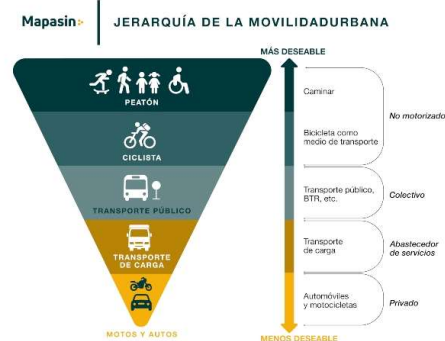 Mapasin
JERARQUÍA DE LA MOVILIDADURBANA
MÁS DESEABLE
PEATÓN
CICLISTA
TRANSPORTE PÚBLICO
TRANSPORTE
DE CARGA
MOTOS Y AUTOS
Caminar
Bicicleta como
medio de transporte
No motorizado
Transporte público,
BTR, etc.
Colectivo
Transporte
de carga
Abastecedor
de servicios
Automóviles
y motocicletas
Privado
MENOS DESEABLE